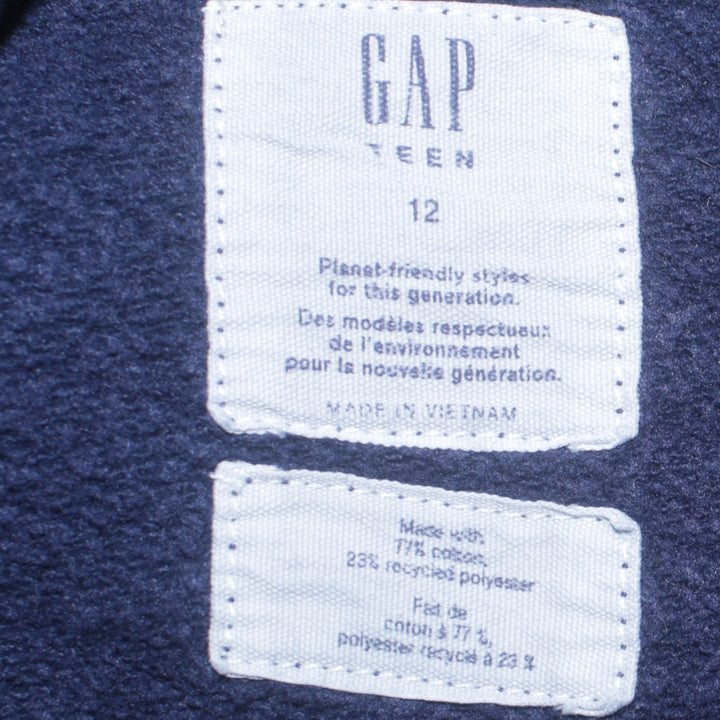 GAP
TEEN
12
Planet-friendly styles
for this generation.
Des modèles respectueux
de l'environnement
pour la nouvelle génération.
MADE IN VIETNAM
Made with
77% cotton,
23% recycled polyester
Fait de
coton à 77 %,
polyester recyclé à 23 %